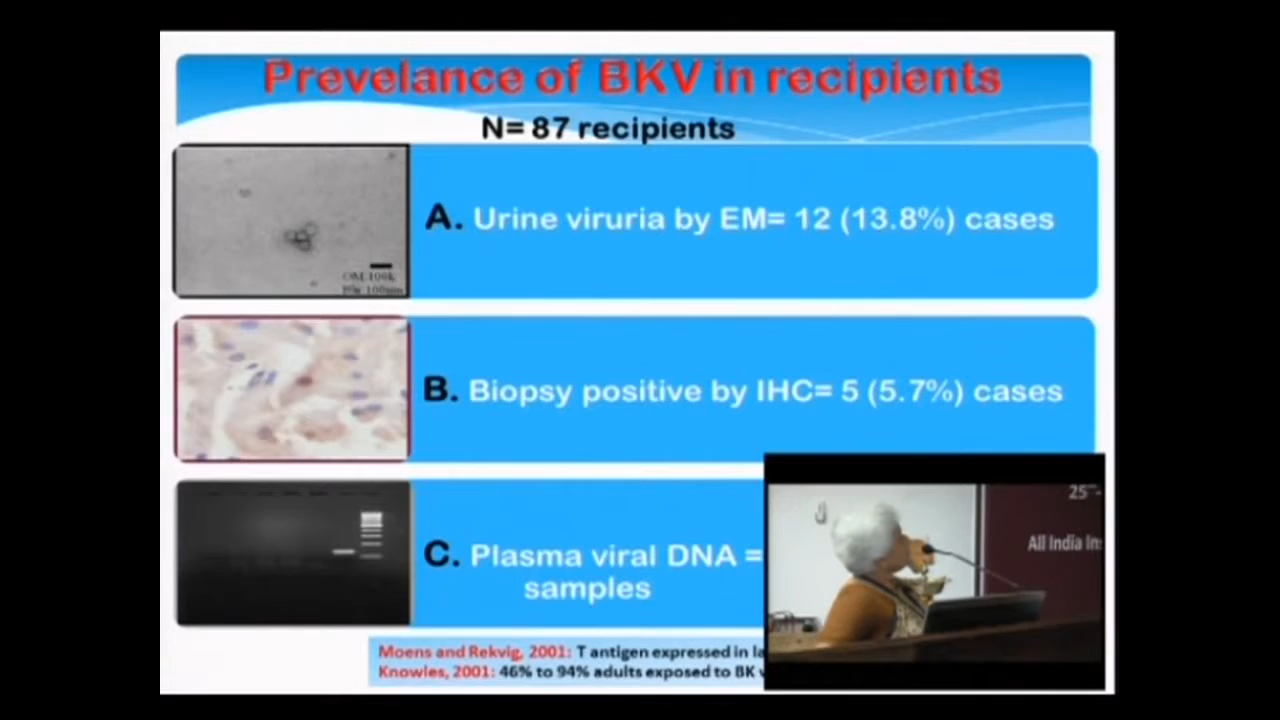 Prevelance of BKV in recipients
N= 87 recipients
A. Urine viruria by EM= 12 (13.8%) cases
B. Biopsy positive by IHC= 5 (5.7%) cases
C. Plasma viral DNA =
samples
25
All India In
Moens and Rekvig, 2001: T antigen expressed in la
Knowles, 2001: 46% to 94% adults exposed to BK